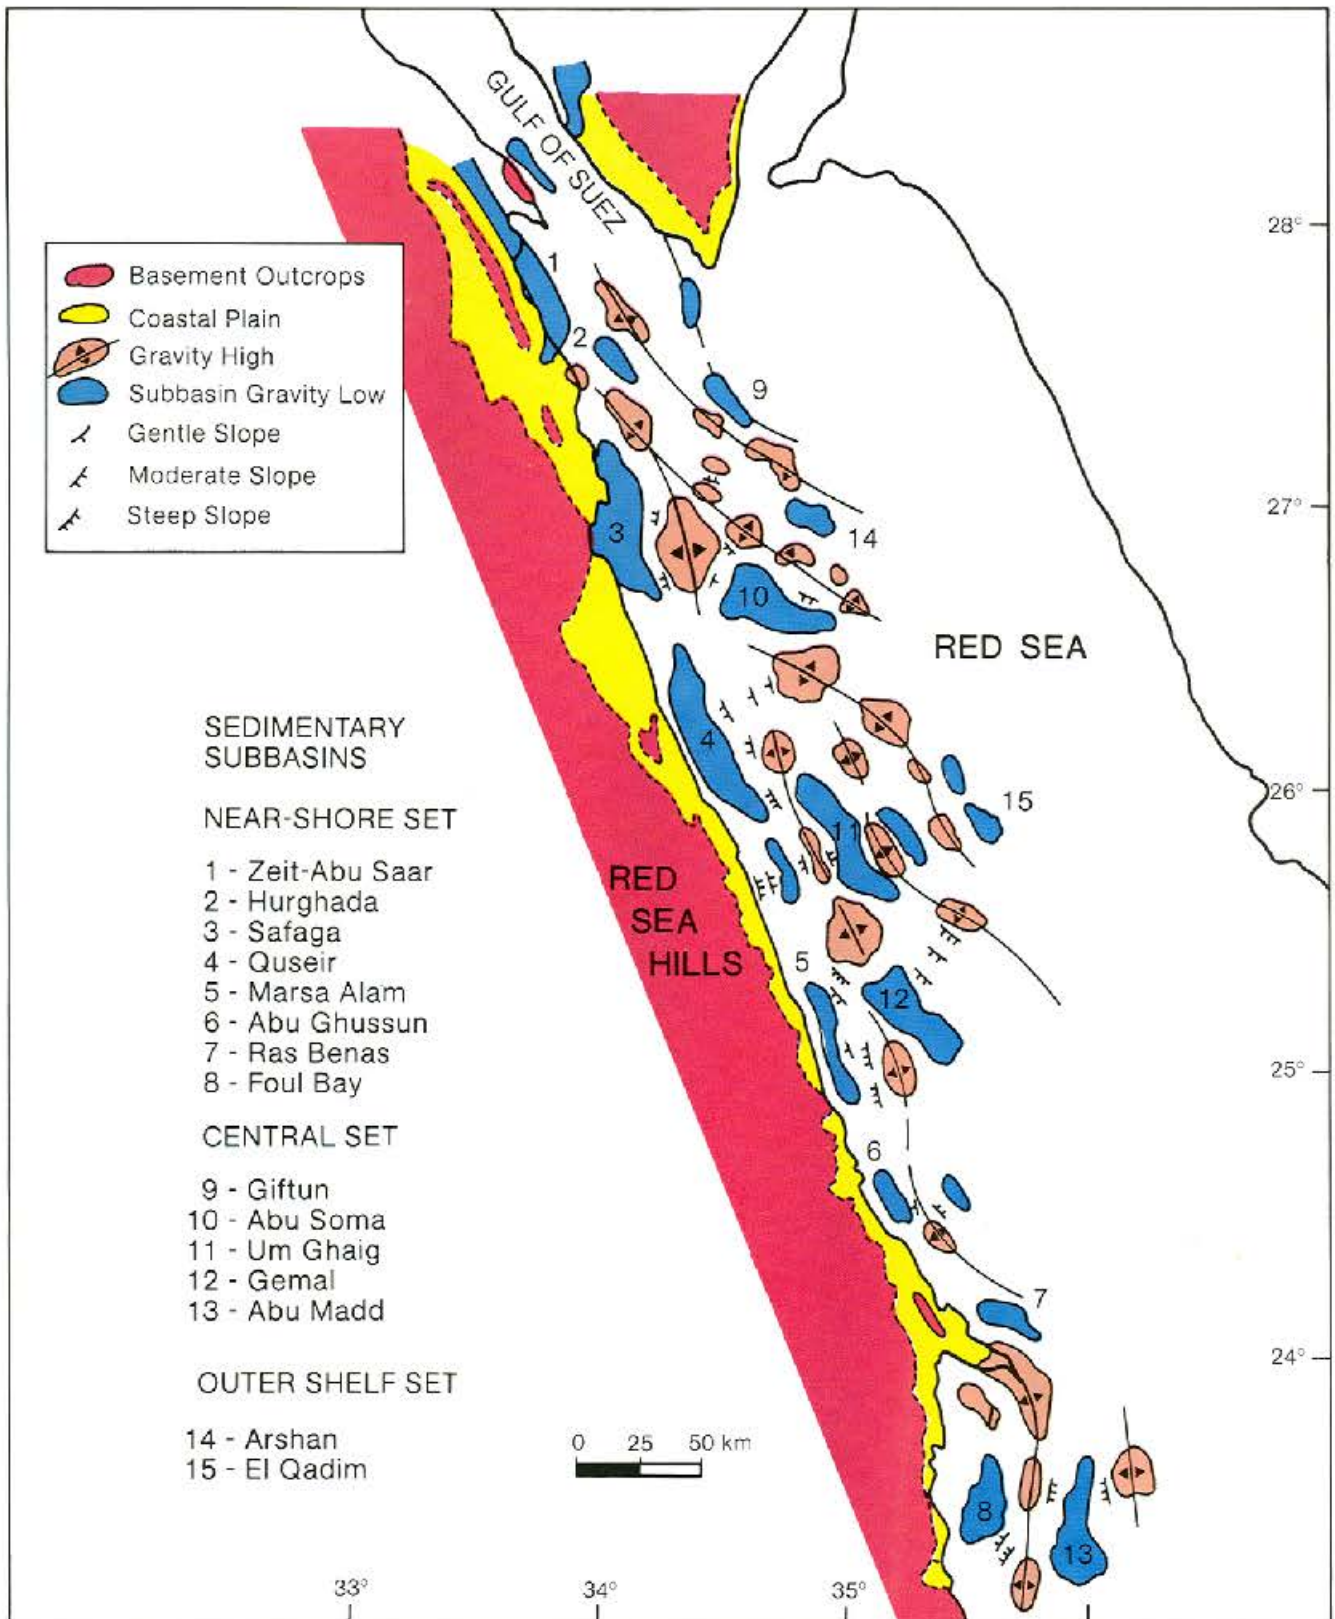 GULF OF SUEZ
28°
Basement Outcrops
Coastal Plain
Gravity High
Subbasin Gravity Low
Gentle Slope
Moderate Slope
Steep Slope
1
2
9
27°
3
14
10
RED SEA
4
SEDIMENTARY
SUBBASINS
26°
15
NEAR-SHORE SET
11
1 - Zeit-Abu Saar
2 - Hurghada
3 - Safaga
4 - Quseir
5 - Marsa Alam
6 - Abu Ghussun
7 - Ras Benas
8 - Foul Bay
RED
SEA
HILLS
5
12
25°
CENTRAL SET
6
9 - Giftun
10 - Abu Soma
11 - Um Ghaig
12 - Gemal
13 - Abu Madd
7
24°
OUTER SHELF SET
14 - Arshan
15 - El Qadim
0 25 50 km
8
13
33° 34° 35°